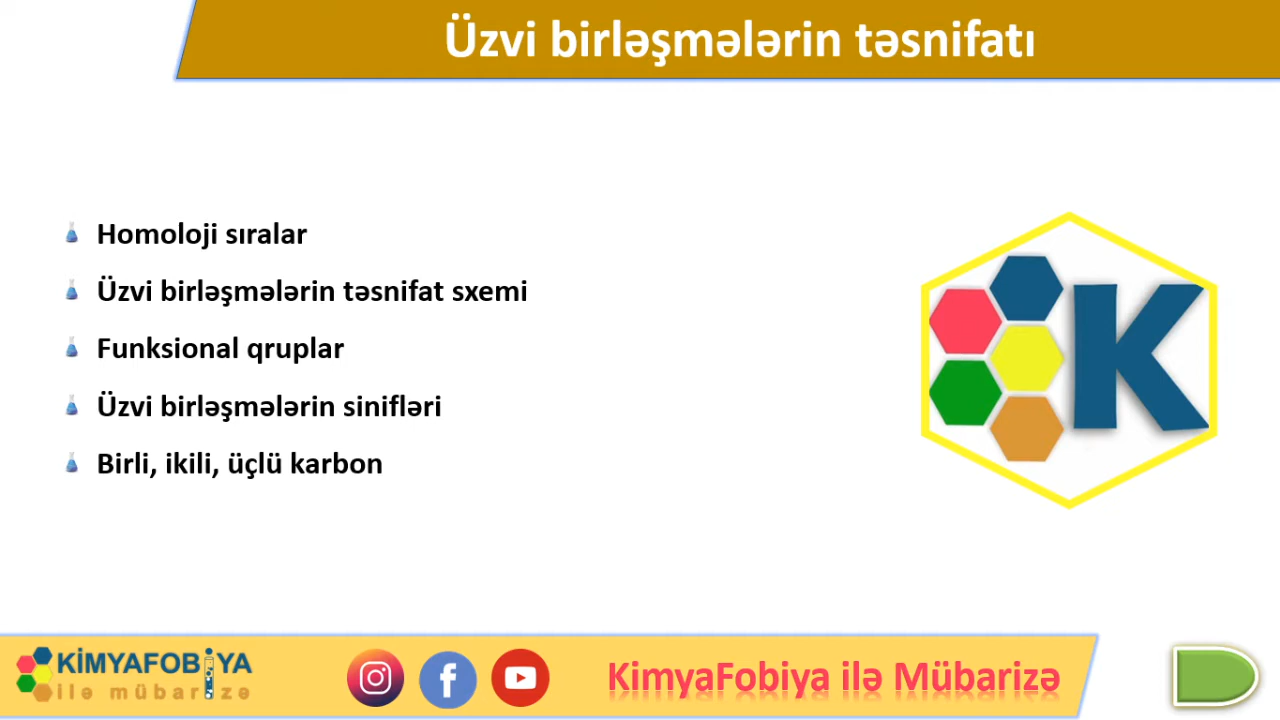 Üzvi birləşmələrin təsnifatı
Homoloji sıralar
Üzvi birləşmələrin təsnifat sxemi
Funksional qruplar
Üzvi birləşmələrin sinifləri
Birli, ikili, üçlü karbon
K
KİMYAFOBİYA
ilə mübarizə
f
KimyaFobiya ilə Mübarizə